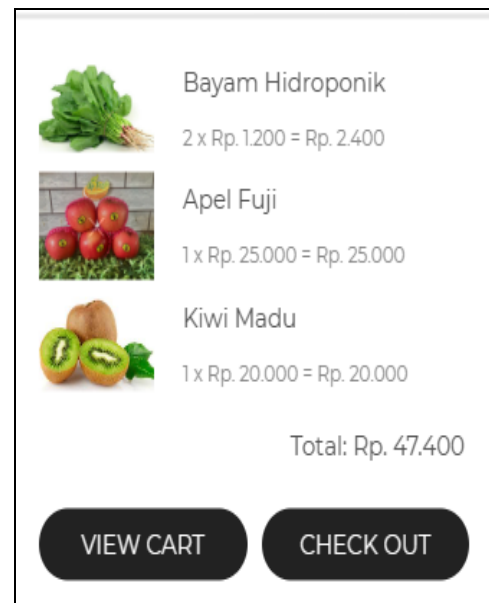 Bayam Hidroponik
2 x Rp. 1.200 = Rp. 2.400
Apel Fuji
1 x Rp. 25.000 = Rp. 25.000
Kiwi Madu
1 x Rp. 20.000 = Rp. 20.000
Total: Rp. 47.400
VIEW CART
CHECK OUT